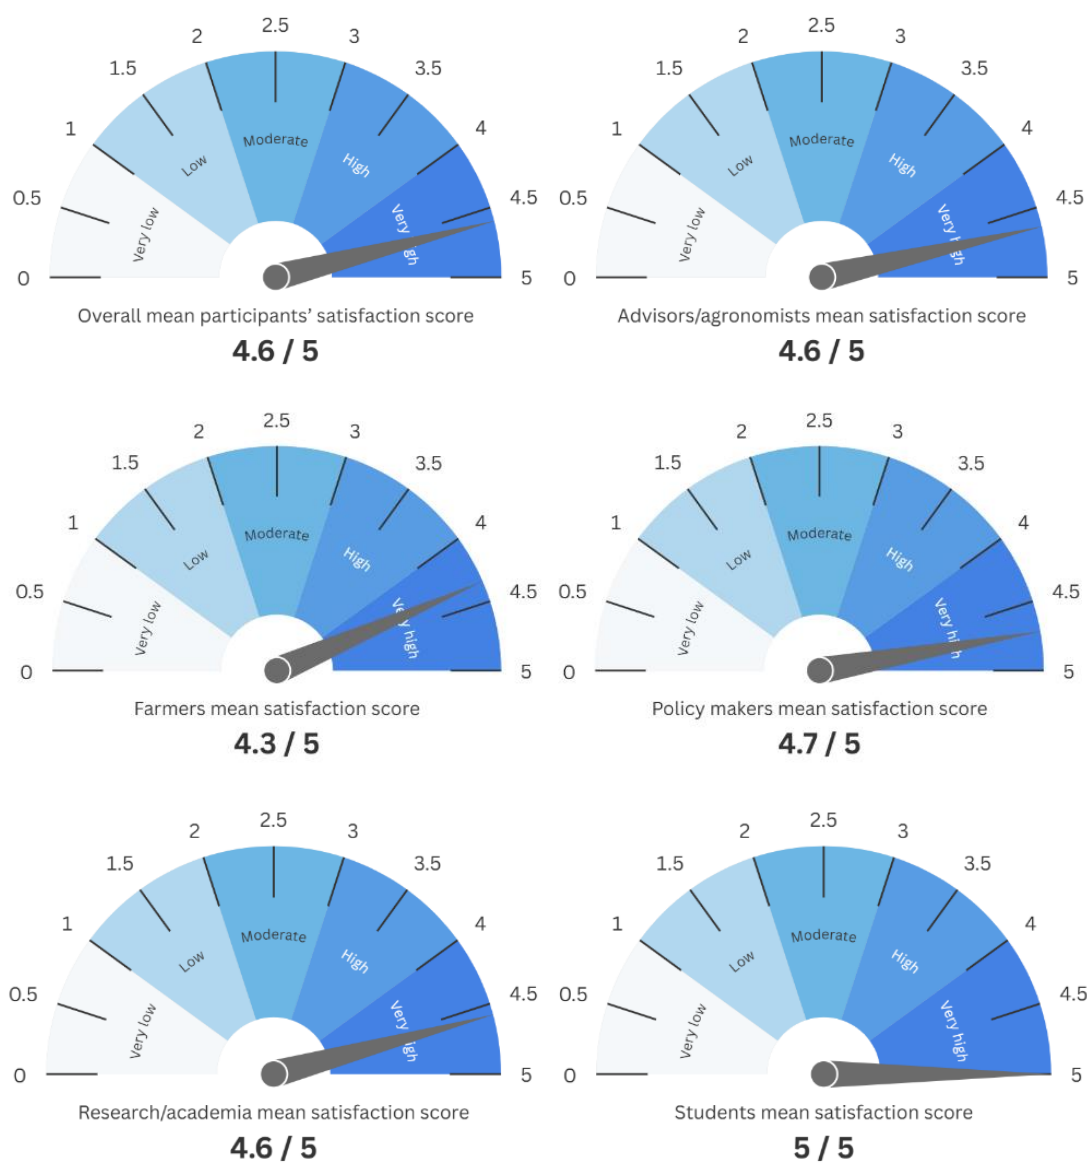 2.5
2
3
1.5
3.5
1
4
0.5
4.5
0
5
Very low
Low
Moderate
High
Very high
Overall mean participants’ satisfaction score
4.6 / 5
2.5
2
3
1.5
3.5
1
4
0.5
4.5
0
5
Very low
Low
Moderate
High
Very high
Advisors/agronomists mean satisfaction score
4.6 / 5
2.5
2
3
1.5
3.5
1
4
0.5
4.5
0
5
Very low
Low
Moderate
High
Very high
Farmers mean satisfaction score
4.3 / 5
2.5
2
3
1.5
3.5
1
4
0.5
4.5
0
5
Very low
Low
Moderate
High
Very high
Policy makers mean satisfaction score
4.7 / 5
2.5
2
3
1.5
3.5
1
4
0.5
4.5
0
5
Very low
Low
Moderate
High
Very high
Research/academia mean satisfaction score
4.6 / 5
2.5
2
3
1.5
3.5
1
4
0.5
4.5
0
5
Very low
Low
Moderate
High
Very high
Students mean satisfaction score
5 / 5